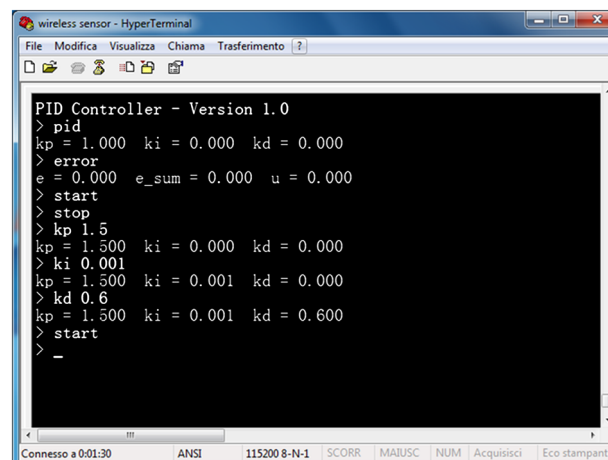 wireless sensor - HyperTerminal
File Modifica Visualizza Chiama Trasferimento ?
PID Controller - Version 1.0
> pid
kp = 1.000 ki = 0.000 kd = 0.000
> error
e = 0.000 e_sum = 0.000 u = 0.000
> start
> stop
> kp 1.5
kp = 1.500 ki = 0.000 kd = 0.000
> ki 0.001
kp = 1.500 ki = 0.001 kd = 0.000
> kd 0.6
kp = 1.500 ki = 0.001 kd = 0.600
> start
> _
Connesso a 0:01:30 ANSI 115200 8-N-1 SCORR MAIUSC NUM Acquisisci Eco stampant